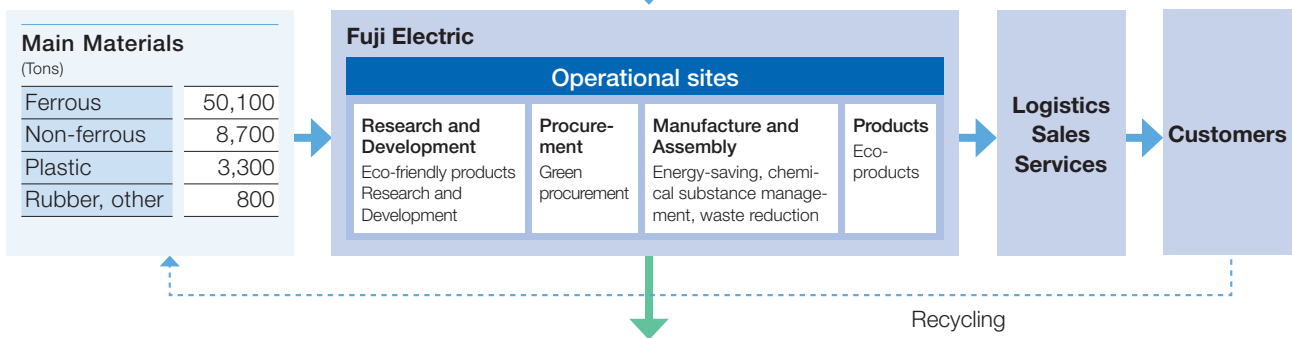 Main Materials
(Tons)
Ferrous 50,100
Non-ferrous 8,700
Plastic 3,300
Rubber, other 800
Fuji Electric
Operational sites
Research and
Development
Eco-friendly products
Research and
Development
Procure-
ment
Green
procurement
Manufacture and
Assembly
Energy-saving, chemi-
cal substance manage-
ment, waste reduction
Products
Eco-
products
Logistics
Sales
Services
Customers
Recycling